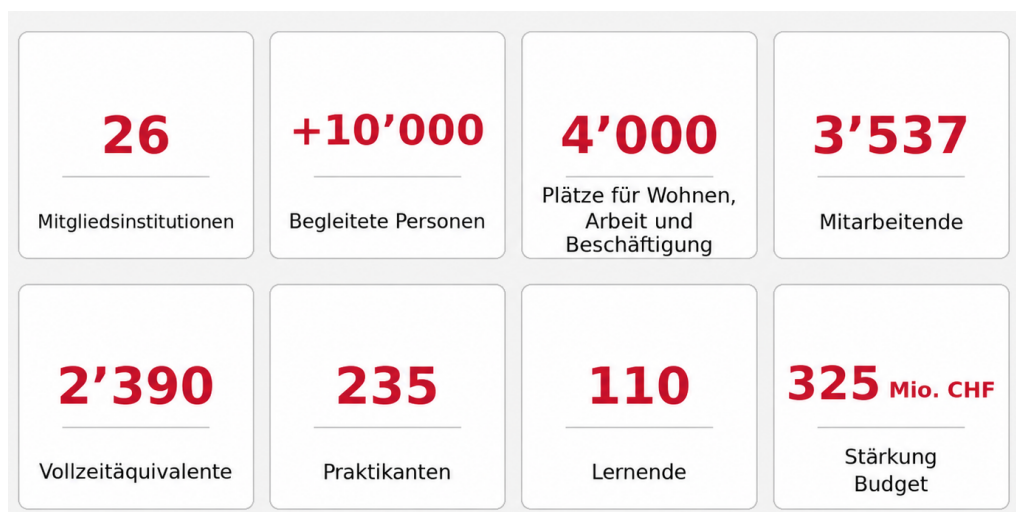 26
Mitgliedsinstitutionen
+10’000
Begleitete Personen
4’000
Plätze für Wohnen,
Arbeit und
Beschäftigung
3’537
Mitarbeitende
2’390
Vollzeitäquivalente
235
Praktikanten
110
Lernende
325 Mio. CHF
Stärkung
Budget